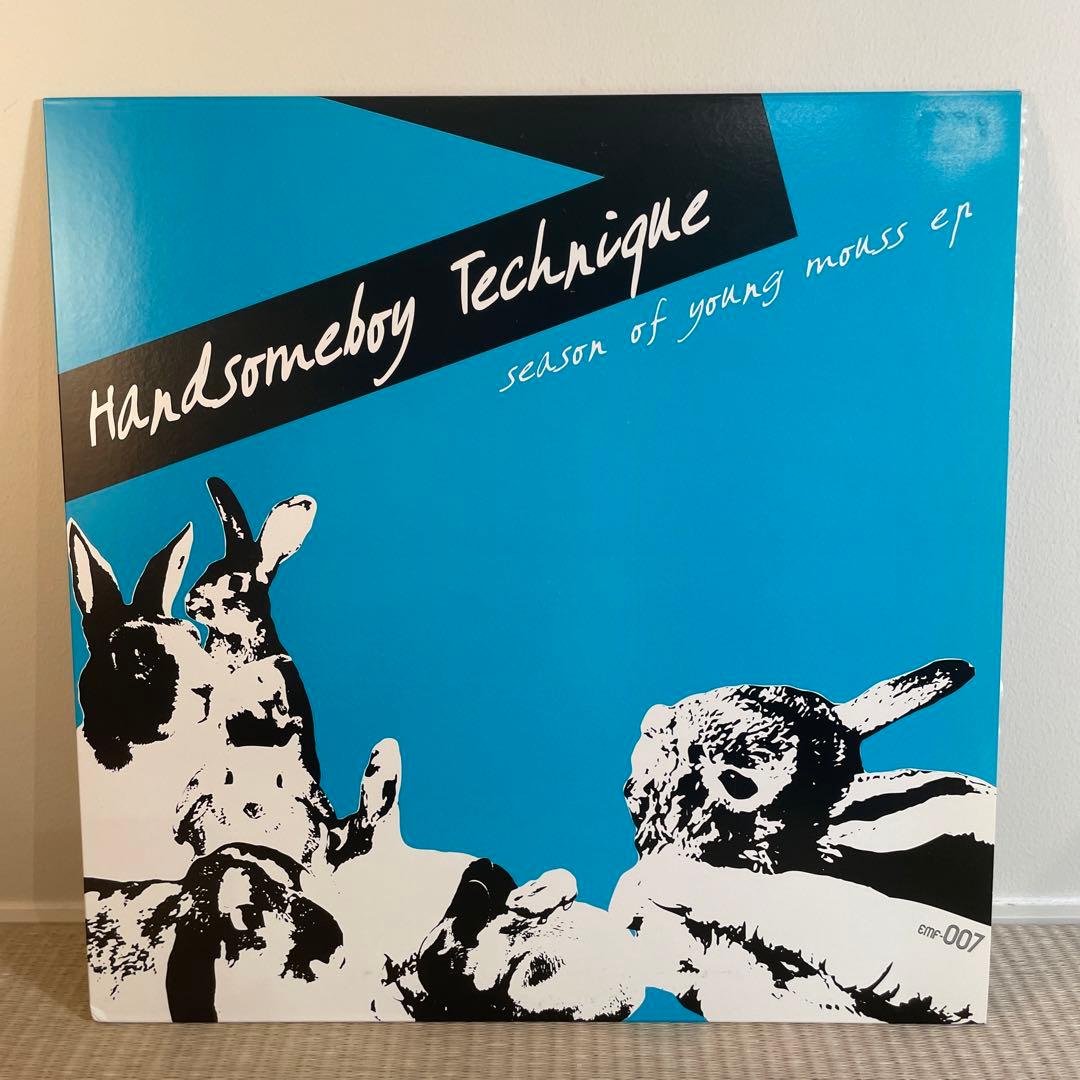 Handsomeboy Technique
season of young mouss ep
EMF-007